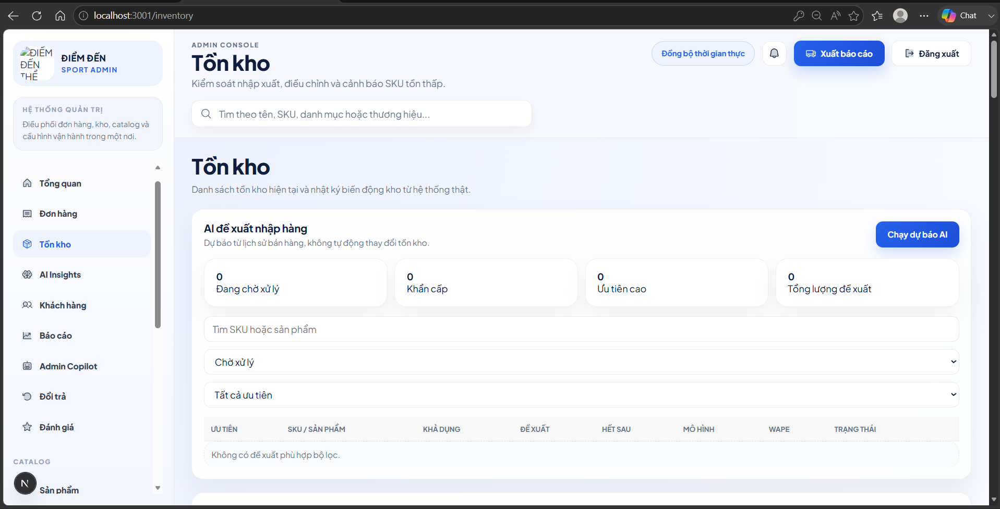 localhost:3001/inventory
Chat
ĐIỂM
ĐẾN
THỂ
ĐIỂM ĐẾN
SPORT ADMIN
HỆ THỐNG QUẢN TRỊ
Điều phối đơn hàng, kho, catalog và
cấu hình vận hành trong một nơi.
Tổng quan
Đơn hàng
Tồn kho
AI Insights
Khách hàng
Báo cáo
Admin Copilot
Đổi trả
Đánh giá
CATALOG
N
Sản phẩm
ADMIN CONSOLE
Tồn kho
Kiểm soát nhập xuất, điều chỉnh và cảnh báo SKU tồn thấp.
Đồng bộ thời gian thực
Xuất báo cáo
Đăng xuất
Tìm theo tên, SKU, danh mục hoặc thương hiệu...
Tồn kho
Danh sách tồn kho hiện tại và nhật ký biến động kho từ hệ thống thật.
AI đề xuất nhập hàng
Dự báo từ lịch sử bán hàng, không tự động thay đổi tồn kho.
Chạy dự báo AI
0
Đang chờ xử lý
0
Khẩn cấp
0
Ưu tiên cao
0
Tổng lượng đề xuất
Tìm SKU hoặc sản phẩm
Chờ xử lý
Tất cả ưu tiên
ƯU TIÊN SKU / SẢN PHẨM KHẢ DỤNG ĐỀ XUẤT HẾT SAU MÔ HÌNH WAPE TRẠNG THÁI
Không có đề xuất phù hợp bộ lọc.